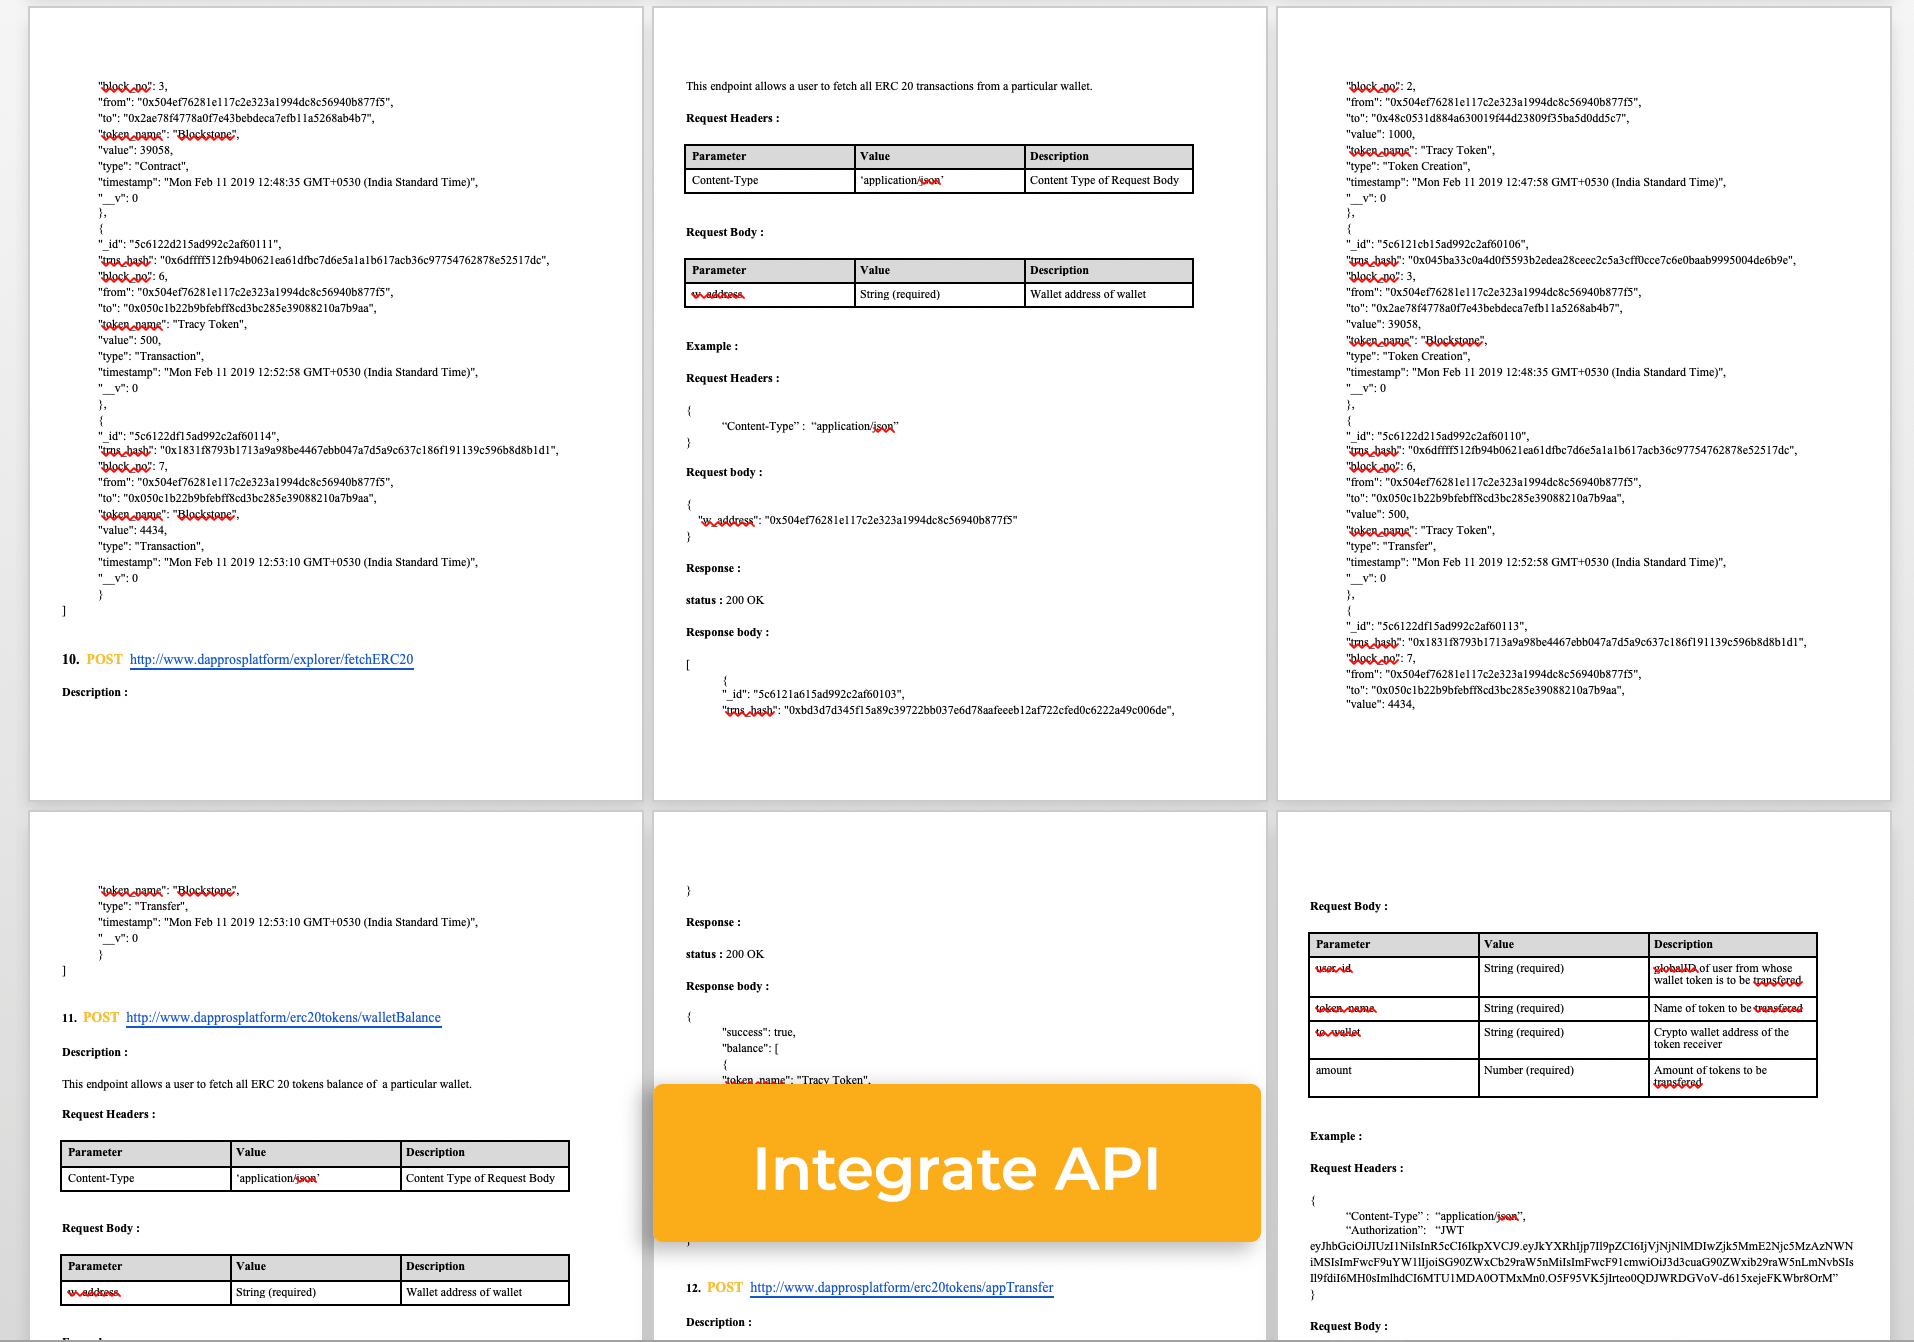 "block_no": 3,
"from": "0x504ef76281e117c2e323a1994dc8c56940b877f5",
"to": "0x2ae78f4778a0f7e43bebdeca7efb11a5268ab4b7",
"token_name": "Blockstone",
"value": 39058,
"type": "Contract",
"timestamp": "Mon Feb 11 2019 12:48:35 GMT+0530 (India Standard Time)",
"__v": 0
},
{
"_id": "5c6122d215ad992c2af60111",
"trns_hash": "0x6dffff512fb94b0621ea61dfbc7d6e5a1a1b617acb36c97754762878e52517dc",
"block_no": 6,
"from": "0x504ef76281e117c2e323a1994dc8c56940b877f5",
"to": "0x050c1b22b9bfebff8cd3bc285e39088210a7b9aa",
"token_name": "Tracy Token",
"value": 500,
"type": "Transaction",
"timestamp": "Mon Feb 11 2019 12:52:58 GMT+0530 (India Standard Time)",
"__v": 0
},
{
"_id": "5c6122df15ad992c2af60114",
"trns_hash": "0x1831f8793b1713a9a98be4467ebb047a7d5a9c637c186f191139c596b8d8b1d1",
"block_no": 7,
"from": "0x504ef76281e117c2e323a1994dc8c56940b877f5",
"to": "0x050c1b22b9bfebff8cd3bc285e39088210a7b9aa",
"token_name": "Blockstone",
"value": 4434,
"type": "Transaction",
"timestamp": "Mon Feb 11 2019 12:53:10 GMT+0530 (India Standard Time)",
"__v": 0
}
]
10. POST http://www.dapprosplatform/explorer/fetchERC20
Description :
This endpoint allows a user to fetch all ERC 20 transactions from a particular wallet.
Request Headers :
Parameter Value Description
Content-Type ‘application/json’ Content Type of Request Body
Request Body :
Parameter Value Description
w_address String (required) Wallet address of wallet
Example :
Request Headers :
{
“Content-Type” : “application/json”
}
Request body :
{
"w_address": "0x504ef76281e117c2e323a1994dc8c56940b877f5"
}
Response :
status : 200 OK
Response body :
[
{
"_id": "5c6121a615ad992c2af60103",
"trns_hash": "0xbd3d7d345f15a89c39722bb037e6d78aafeeeb12af722cfed0c6222a49c006de",
"block_no": 2,
"from": "0x504ef76281e117c2e323a1994dc8c56940b877f5",
"to": "0x48c0531d884a630019f44d23809f35ba5d0dd5c7",
"value": 1000,
"token_name": "Tracy Token",
"type": "Token Creation",
"timestamp": "Mon Feb 11 2019 12:47:58 GMT+0530 (India Standard Time)",
"__v": 0
},
{
"_id": "5c6121cb15ad992c2af60106",
"trns_hash": "0x045ba33c0a4d0f5593b2edea28ceec2c5a3cff0cce7c6e0baab9995004de6b9e",
"block_no": 3,
"from": "0x504ef76281e117c2e323a1994dc8c56940b877f5",
"to": "0x2ae78f4778a0f7e43bebdeca7efb11a5268ab4b7",
"value": 39058,
"token_name": "Blockstone",
"type": "Token Creation",
"timestamp": "Mon Feb 11 2019 12:48:35 GMT+0530 (India Standard Time)",
"__v": 0
},
{
"_id": "5c6122d215ad992c2af60110",
"trns_hash": "0x6dffff512fb94b0621ea61dfbc7d6e5a1a1b617acb36c97754762878e52517dc",
"block_no": 6,
"from": "0x504ef76281e117c2e323a1994dc8c56940b877f5",
"to": "0x050c1b22b9bfebff8cd3bc285e39088210a7b9aa",
"value": 500,
"token_name": "Tracy Token",
"type": "Transfer",
"timestamp": "Mon Feb 11 2019 12:52:58 GMT+0530 (India Standard Time)",
"__v": 0
},
{
"_id": "5c6122df15ad992c2af60113",
"trns_hash": "0x1831f8793b1713a9a98be4467ebb047a7d5a9c637c186f191139c596b8d8b1d1",
"block_no": 7,
"from": "0x504ef76281e117c2e323a1994dc8c56940b877f5",
"to": "0x050c1b22b9bfebff8cd3bc285e39088210a7b9aa",
"value": 4434,
"token_name": "Blockstone",
"type": "Transfer",
"timestamp": "Mon Feb 11 2019 12:53:10 GMT+0530 (India Standard Time)",
"__v": 0
}
]
11. POST http://www.dapprosplatform/erc20tokens/walletBalance
Description :
This endpoint allows a user to fetch all ERC 20 tokens balance of a particular wallet.
Request Headers :
Parameter Value Description
Content-Type ‘application/json’ Content Type of Request Body
Request Body :
Parameter Value Description
w_address String (required) Wallet address of wallet
}
Response :
status : 200 OK
Response body :
{
"success": true,
"balance": [
{
"token_name": "Tracy Token",
Integrate API
12. POST http://www.dapprosplatform/erc20tokens/appTransfer
Description :
Request Body :
Parameter Value Description
user_id String (required) globalID of user from whose
wallet token is to be transfered
token_name String (required) Name of token to be transfered
to_wallet String (required) Crypto wallet address of the
token receiver
amount Number (required) Amount of tokens to be
transfered
Example :
Request Headers :
{
“Content-Type” : “application/json”,
“Authorization”: “JWT
eyJhbGciOiJIUzI1NiIsInR5cCI6IkpXVCJ9.eyJkYXRhIjp7Il9pZCI6IjVjNjNlMDIwZjk5MmE2Njc5MzAzNWN
iMSIsImFwcF9uYW1lIjoiSG90ZWxCb29raW5nMiIsImFwcF91cmwiOiJ3d3cuaG90ZWxib29raW5nLmNvbSIs
Il9fdiI6MH0sImlhdCI6MTU1MDA0OTMxMn0.O5F95VK5jIrteo0QDJWRDGVoV-d615xejeFKWbr8OrM”
}
Request Body :